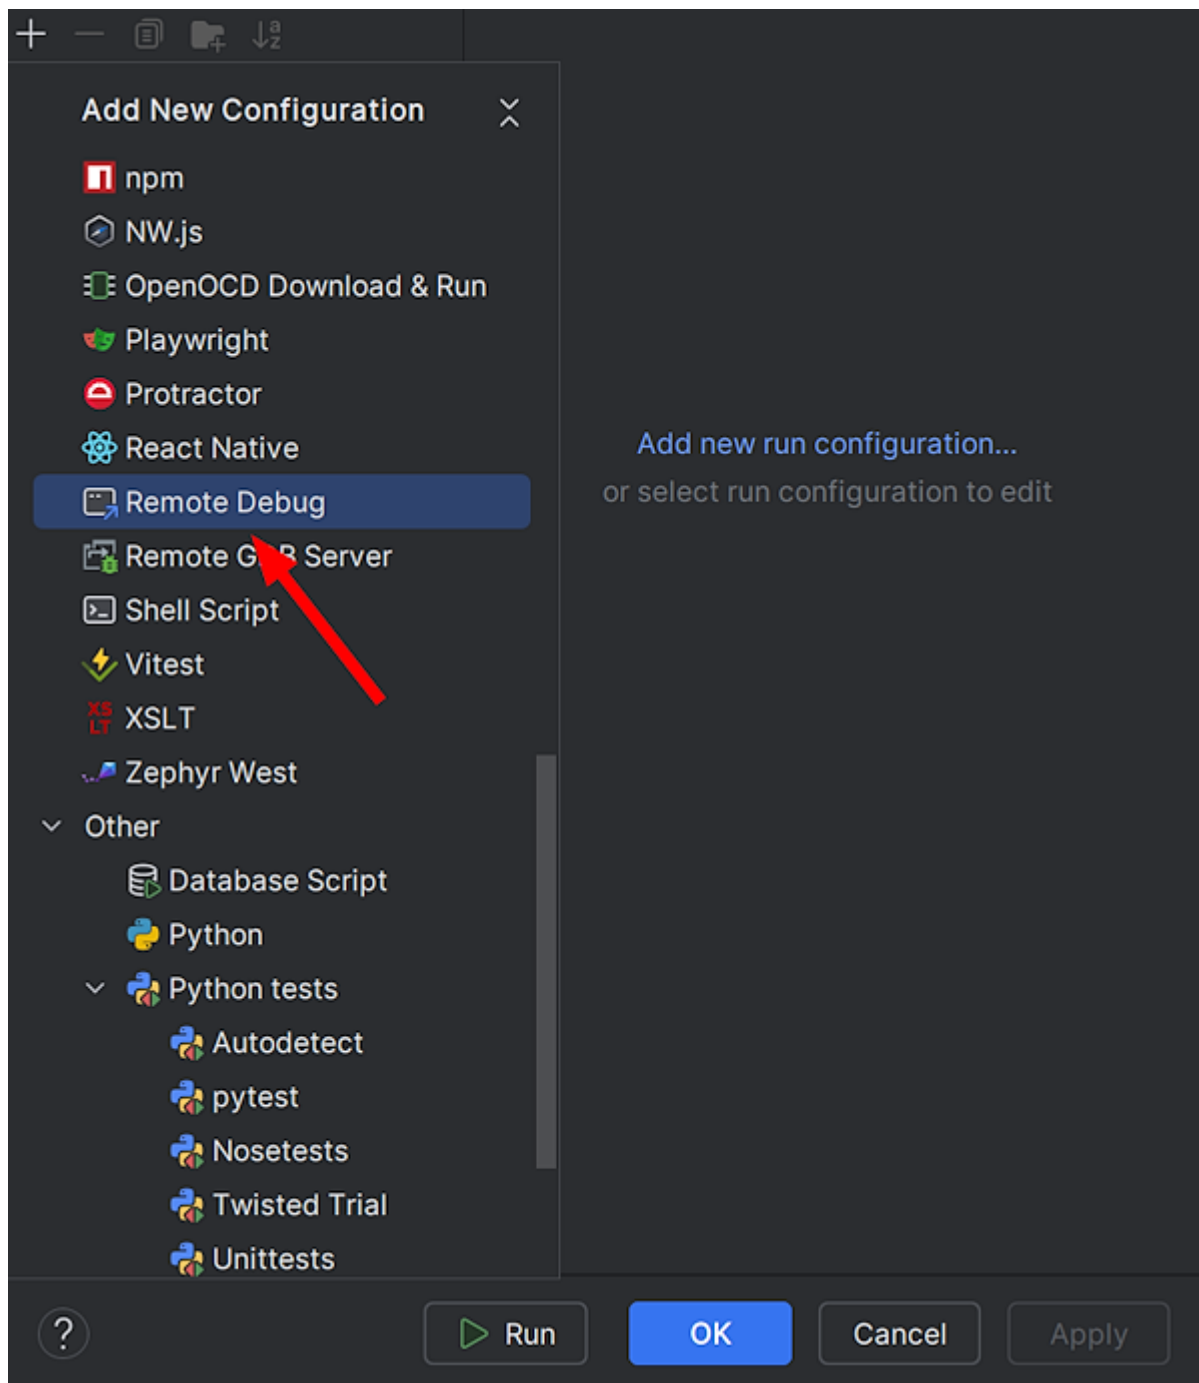 Add New Configuration
npm
NW.js
OpenOCD Download & Run
Playwright
Protractor
React Native
Remote Debug
Remote G B Server
Shell Script
Vitest
XSLT
Zephyr West
Other
Database Script
Python
Python tests
Autodetect
pytest
Nosetests
Twisted Trial
Unittests
Add new run configuration...
or select run configuration to edit
? Run OK Cancel Apply